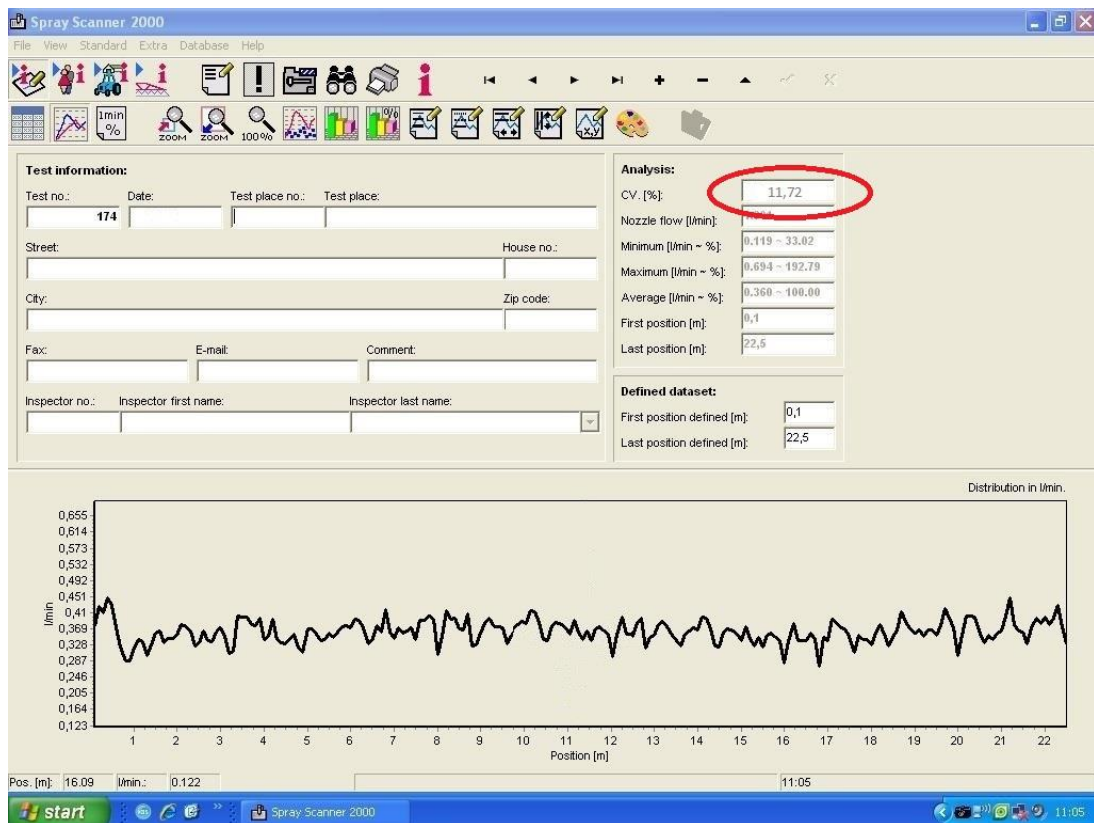 Spray Scanner 2000
File View Standard Extra Database Help
1min
%
ZOOM ZOOM 100% % x,y
Test information:
Test no.: Date: Test place no.: Test place:
174
Street: House no.:
City: Zip code:
Fax: E-mail: Comment:
Inspector no.: Inspector first name: Inspector last name:
Analysis:
CV. [%]: 11,72
Nozzle flow [l/min]:
Minimum [l/min ~ %]: 0.119 ~ 33.02
Maximum [l/min ~ %]: 0.694 ~ 192.79
Average [l/min ~ %]: 0.360 ~ 100.00
First position [m]: 0,1
Last position [m]: 22,5
Defined dataset:
First position defined [m]: 0,1
Last position defined [m]: 22,5
Distribution in l/min.
l/min
0,655
0,614
0,573
0,532
0,492
0,451
0,41
0,369
0,328
0,287
0,246
0,205
0,164
0,123
1 2 3 4 5 6 7 8 9 10 11 12 13 14 15 16 17 18 19 20 21 22
Position [m]
Pos. [m]: 16.09 l/min.: 0.122 11:05
start Spray Scanner 2000 11:05